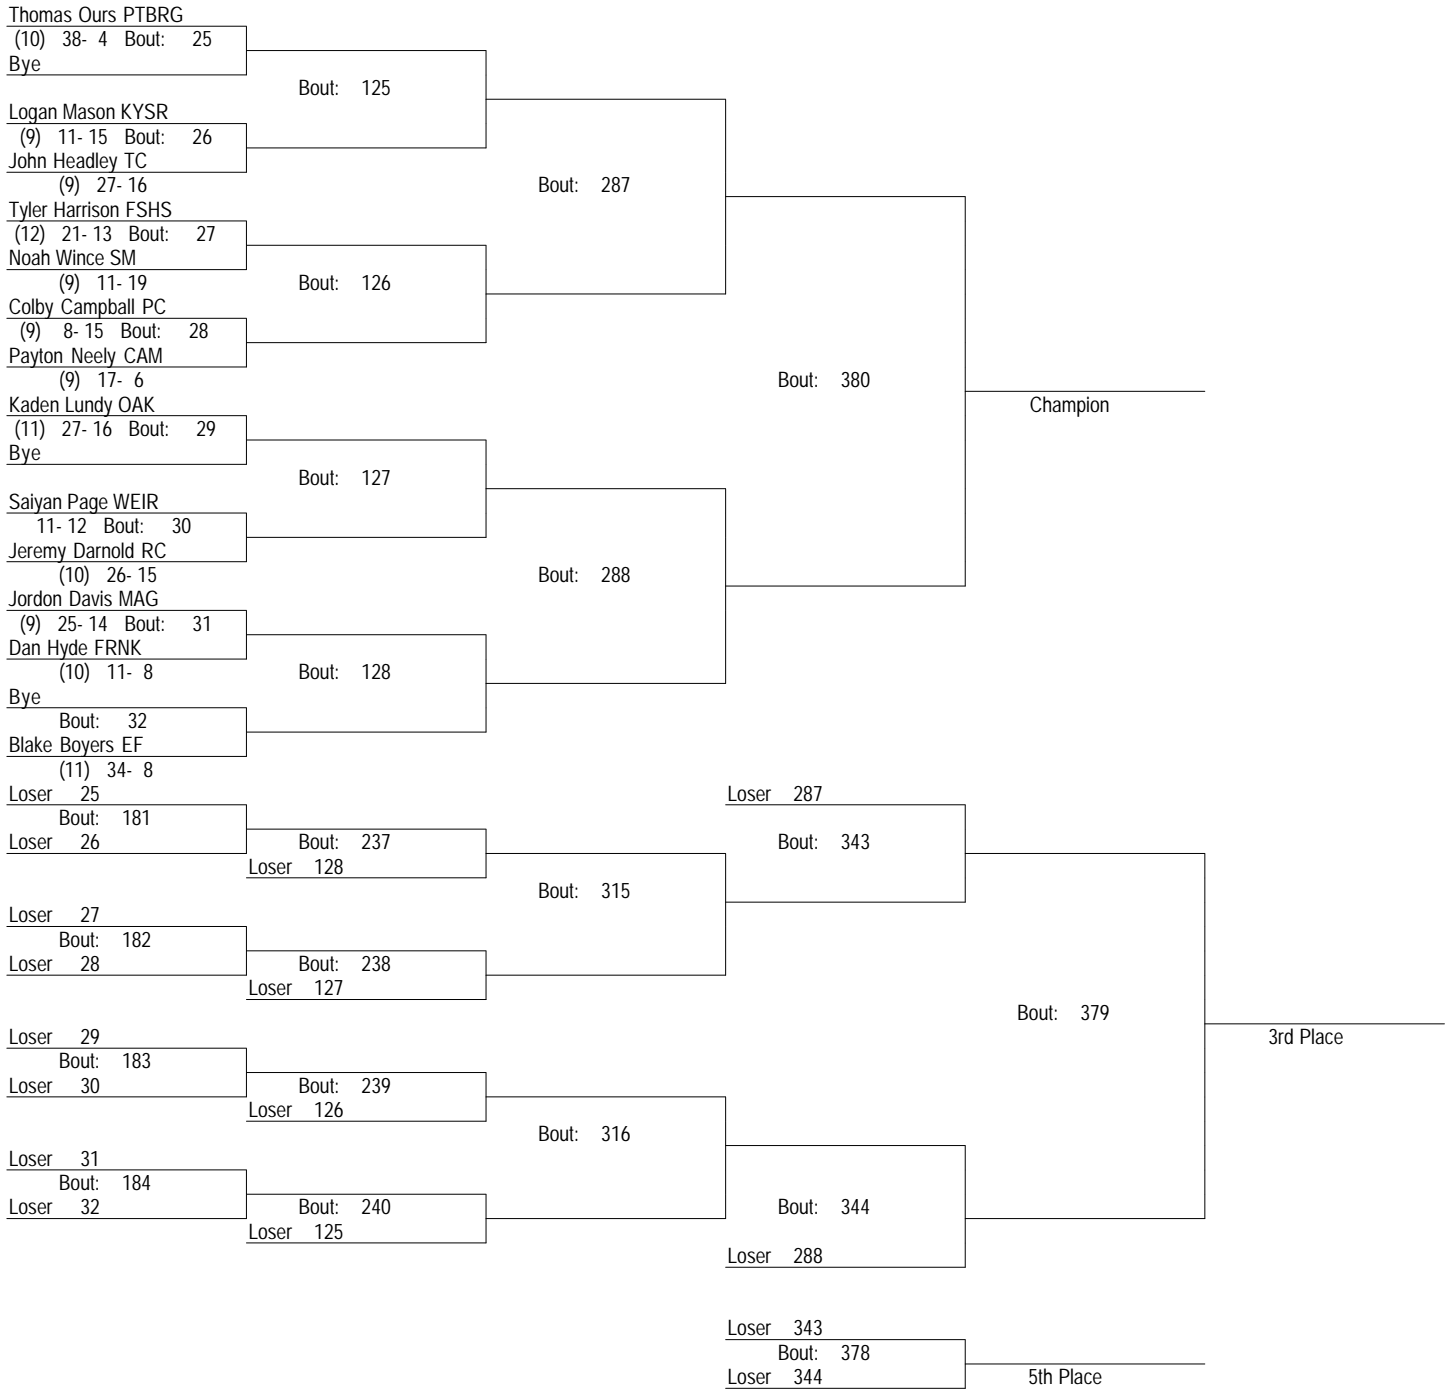 Thomas Ours PTBRG
(10) 38- 4 Bout: 25
Bye
Bout: 125
Logan Mason KYSR
(9) 11- 15 Bout: 26
John Headley TC
(9) 27- 16
Bout: 287
Tyler Harrison FSHS
(12) 21- 13 Bout: 27
Noah Wince SM
(9) 11- 19
Bout: 126
Colby Campball PC
(9) 8- 15 Bout: 28
Payton Neely CAM
(9) 17- 6
Bout: 380
Champion
Kaden Lundy OAK
(11) 27- 16 Bout: 29
Bye
Bout: 127
Saiyan Page WEIR
11- 12 Bout: 30
Jeremy Darnold RC
(10) 26- 15
Bout: 288
Jordon Davis MAG
(9) 25- 14 Bout: 31
Dan Hyde FRNK
(10) 11- 8
Bout: 128
Bye
Bout: 32
Blake Boyers EF
(11) 34- 8
Loser 25
Bout: 181
Loser 26
Bout: 237
Loser 128
Loser 287
Bout: 343
Bout: 315
Loser 27
Bout: 182
Loser 28
Bout: 238
Loser 127
Bout: 379
3rd Place
Loser 29
Bout: 183
Loser 30
Bout: 239
Loser 126
Bout: 316
Loser 31
Bout: 184
Loser 32
Bout: 240
Loser 125
Bout: 344
Loser 288
Loser 343
Bout: 378
Loser 344
5th Place